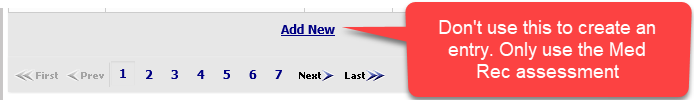 Add New
Don't use this to create an
entry. Only use the Med
Rec assessment
First Prev 1 2 3 4 5 6 7 Next Last